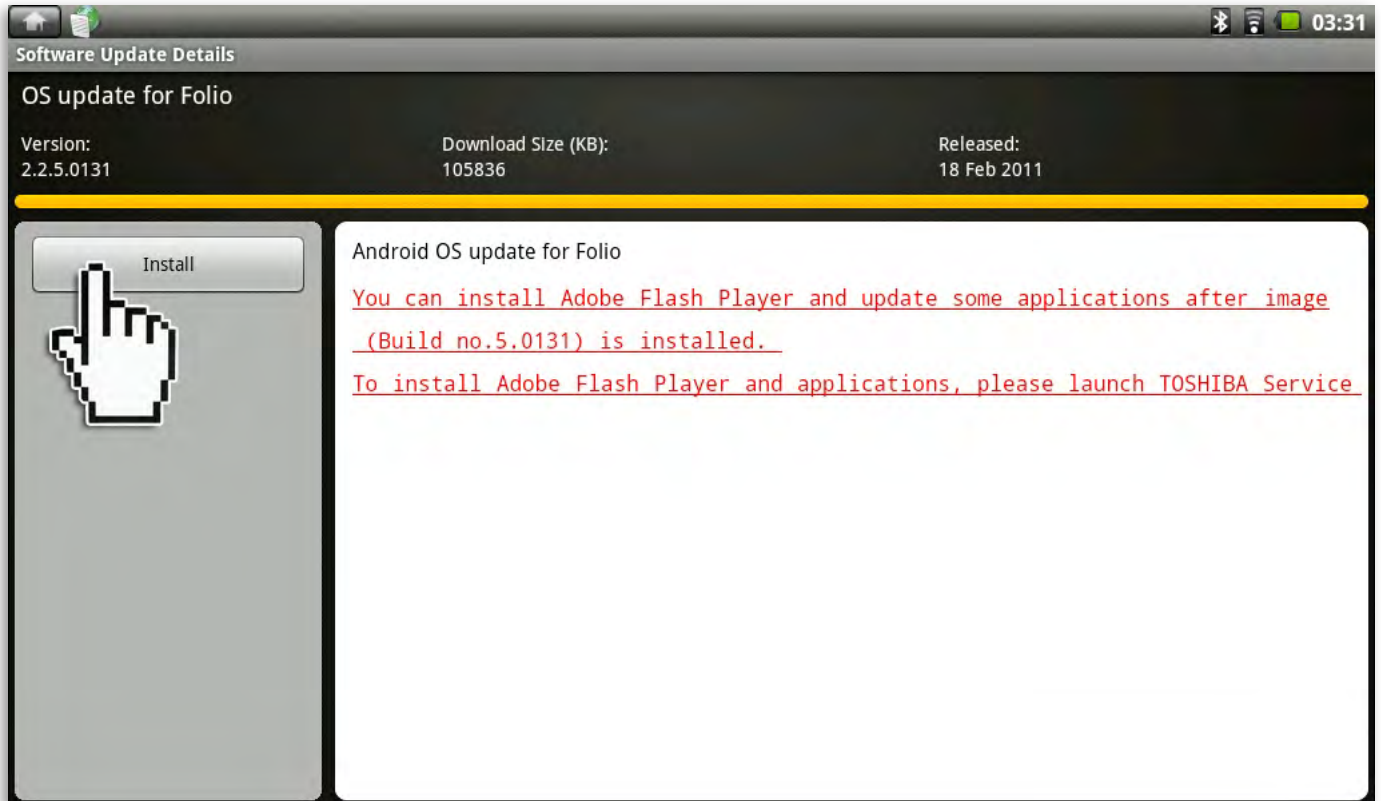 03:31
Software Update Details
OS update for Folio
Version: Download Size (KB): Released:
2.2.5.0131 105836 18 Feb 2011
Install
Android OS update for Folio
You can install Adobe Flash Player and update some applications after image
(Build no.5.0131) is installed.
To install Adobe Flash Player and applications, please launch TOSHIBA Service